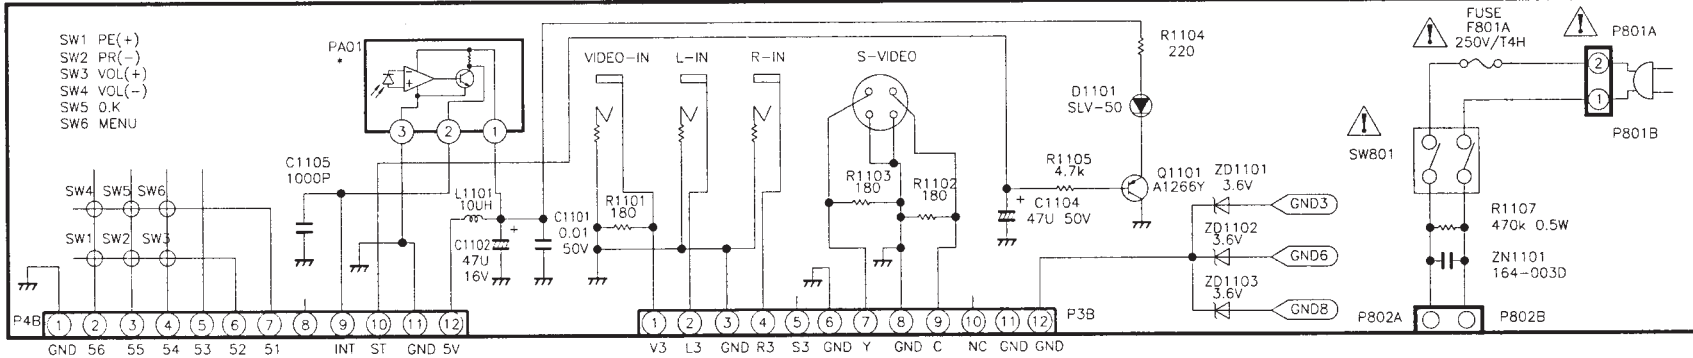 SW1 PE(+)
SW2 PR(-)
SW3 VOL(+)
SW4 VOL(-)
SW5 O.K
SW6 MENU
PA01
*
3 2 1
C1105
1000P
SW4 SW5 SW6
SW1 SW2 SW3
L1101
10UH
+
C1102
47U
16V
C1101
0.01
50V
VIDEO-IN L-IN R-IN S-VIDEO
R1101
180
R1103
180
R1102
180
R1104
220
D1101
SLV-50
R1105
4.7k
Q1101
A1266Y
+ C1104
47U 50V
ZD1101
3.6V
GND3
ZD1102
3.6V
GND6
ZD1103
3.6V
GND8
!
FUSE
F801A
250V/T4H
!
P801A
2
1
P801B
!
SW801
R1107
470k 0.5W
ZN1101
164-003D
P802A P802B
P4B 1 2 3 4 5 6 7 8 9 10 11 12
GND 56 55 54 53 52 51 INT ST GND 5V
1 2 3 4 5 6 7 8 9 10 11 12 P3B
V3 L3 GND R3 S3 GND Y GND C NC GND GND